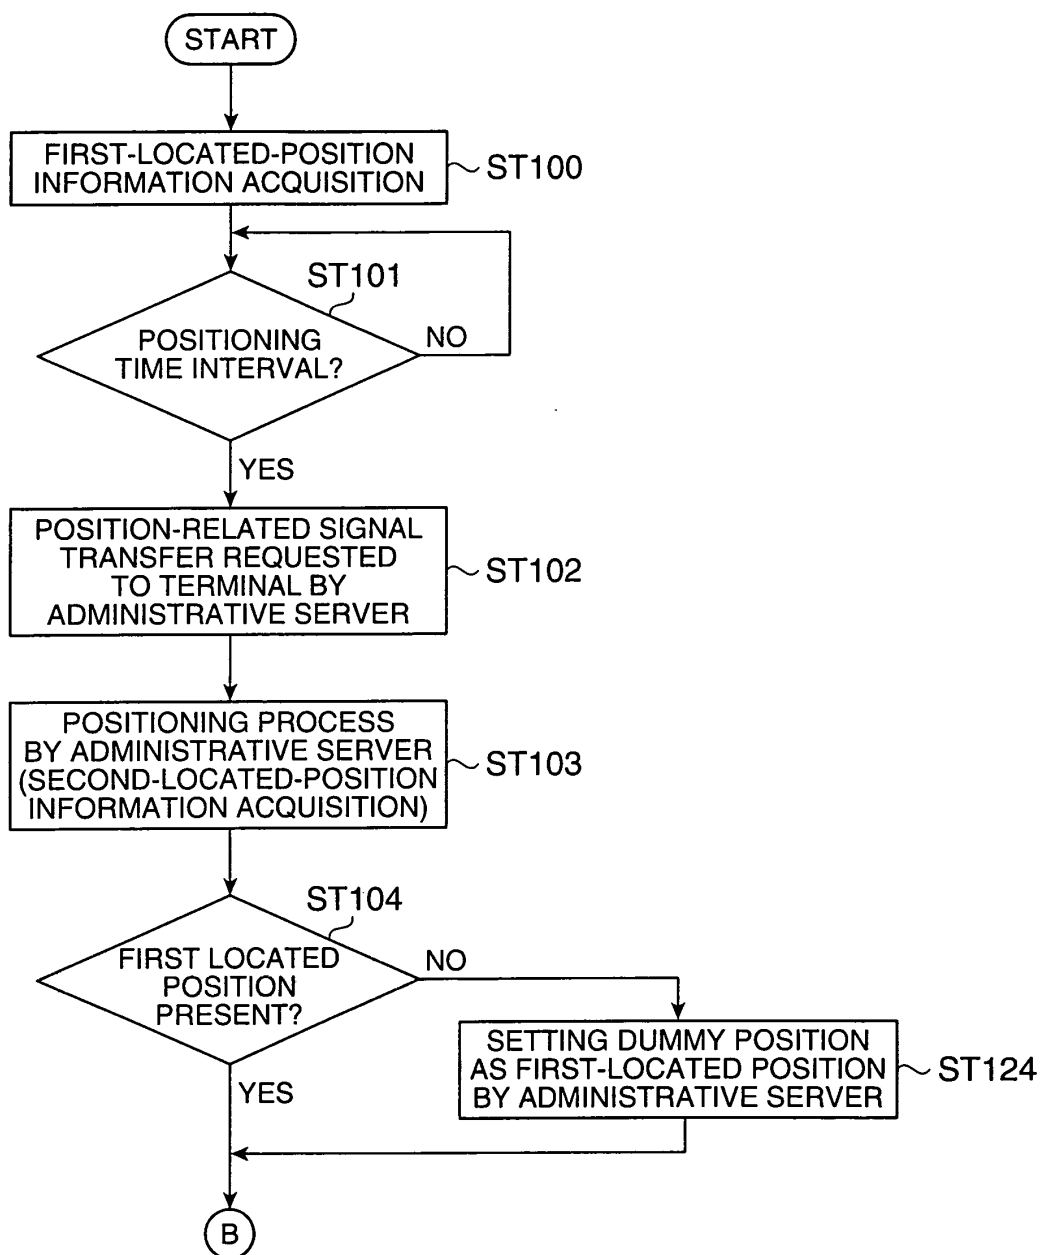 START
FIRST-LOCATED-POSITION
INFORMATION ACQUISITION
ST100
ST101
POSITIONING
TIME INTERVAL?
NO
YES
POSITION-RELATED SIGNAL
TRANSFER REQUESTED
TO TERMINAL BY
ADMINISTRATIVE SERVER
ST102
POSITIONING PROCESS
BY ADMINISTRATIVE SERVER
(SECOND-LOCATED-POSITION
INFORMATION ACQUISITION)
ST103
ST104
FIRST LOCATED
POSITION
PRESENT?
NO
YES
SETTING DUMMY POSITION
AS FIRST-LOCATED POSITION
BY ADMINISTRATIVE SERVER
ST124
B